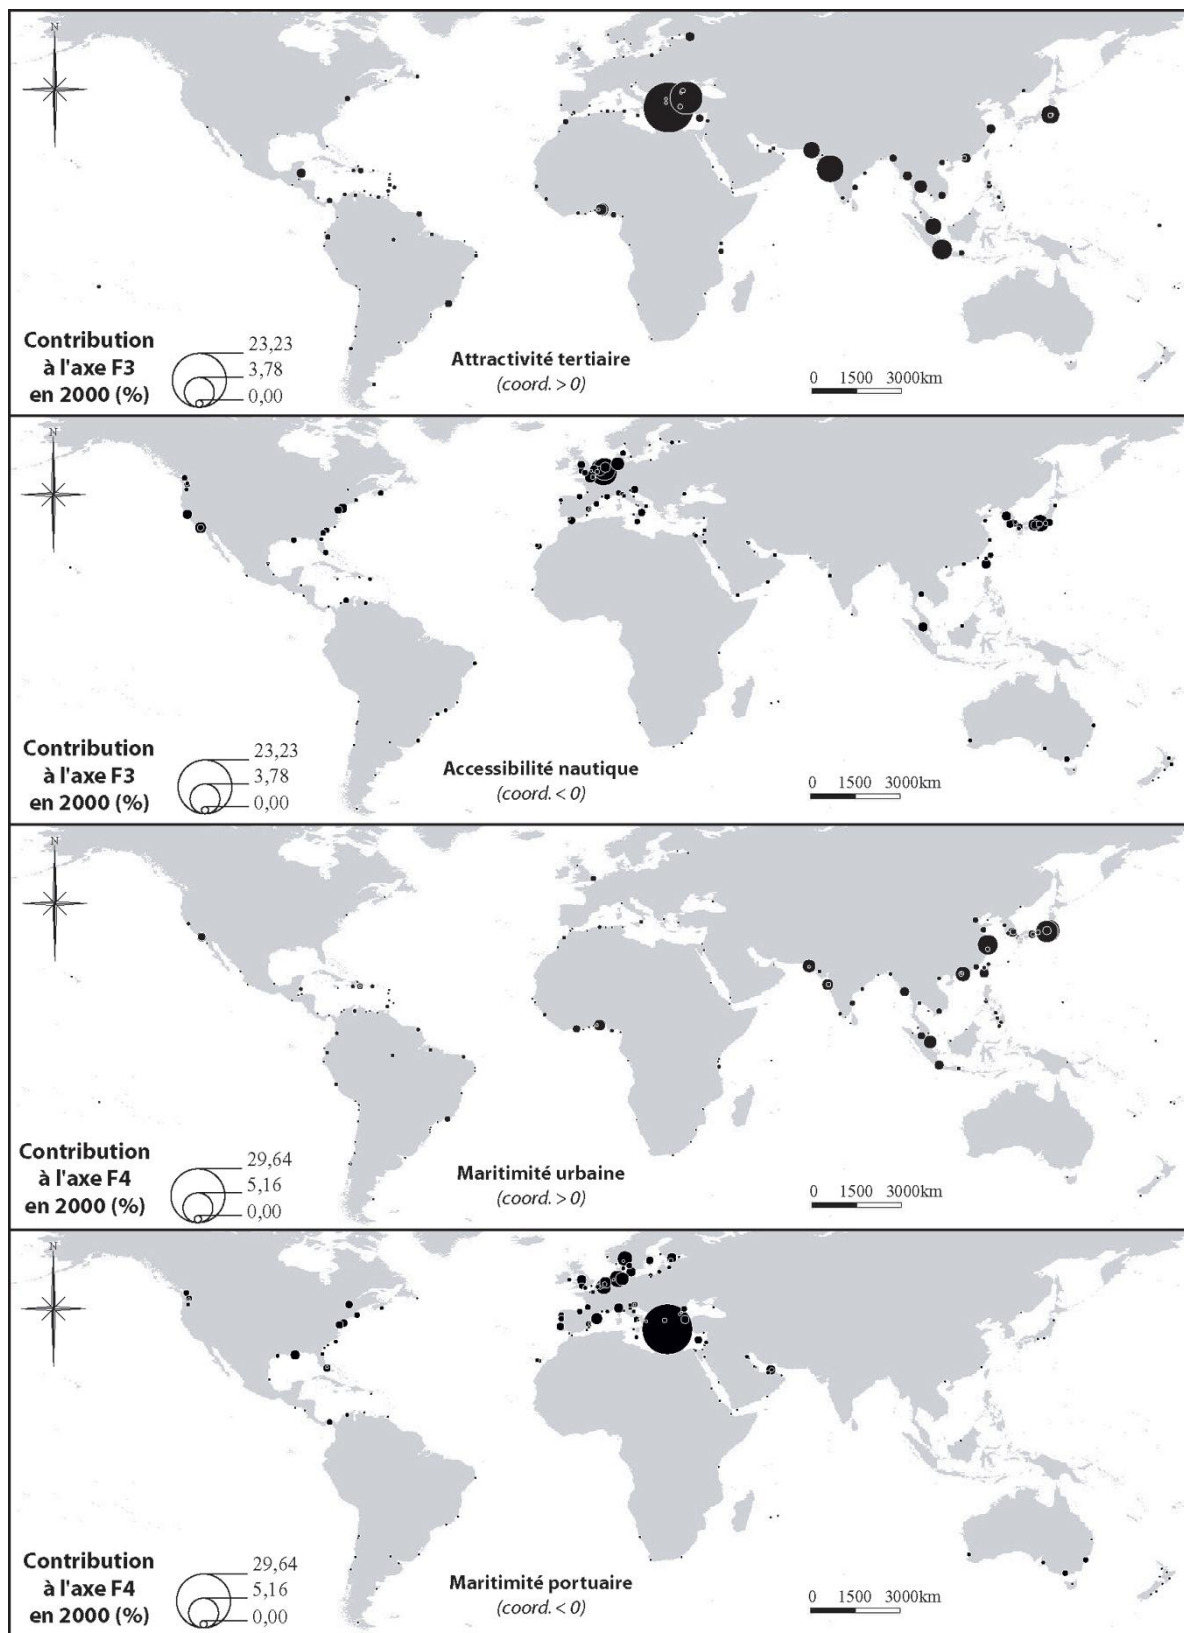 N
Contribution
à l'axe F3
en 2000 (%)
23,23
3,78
0,00
Attractivité tertiaire
(coord. > 0)
0 1500 3000km
N
Contribution
à l'axe F3
en 2000 (%)
23,23
3,78
0,00
Accessibilité nautique
(coord. < 0)
0 1500 3000km
N
Contribution
à l'axe F4
en 2000 (%)
29,64
5,16
0,00
Maritimité urbaine
(coord. > 0)
0 1500 3000km
N
Contribution
à l'axe F4
en 2000 (%)
29,64
5,16
0,00
Maritimité portuaire
(coord. < 0)
0 1500 3000km